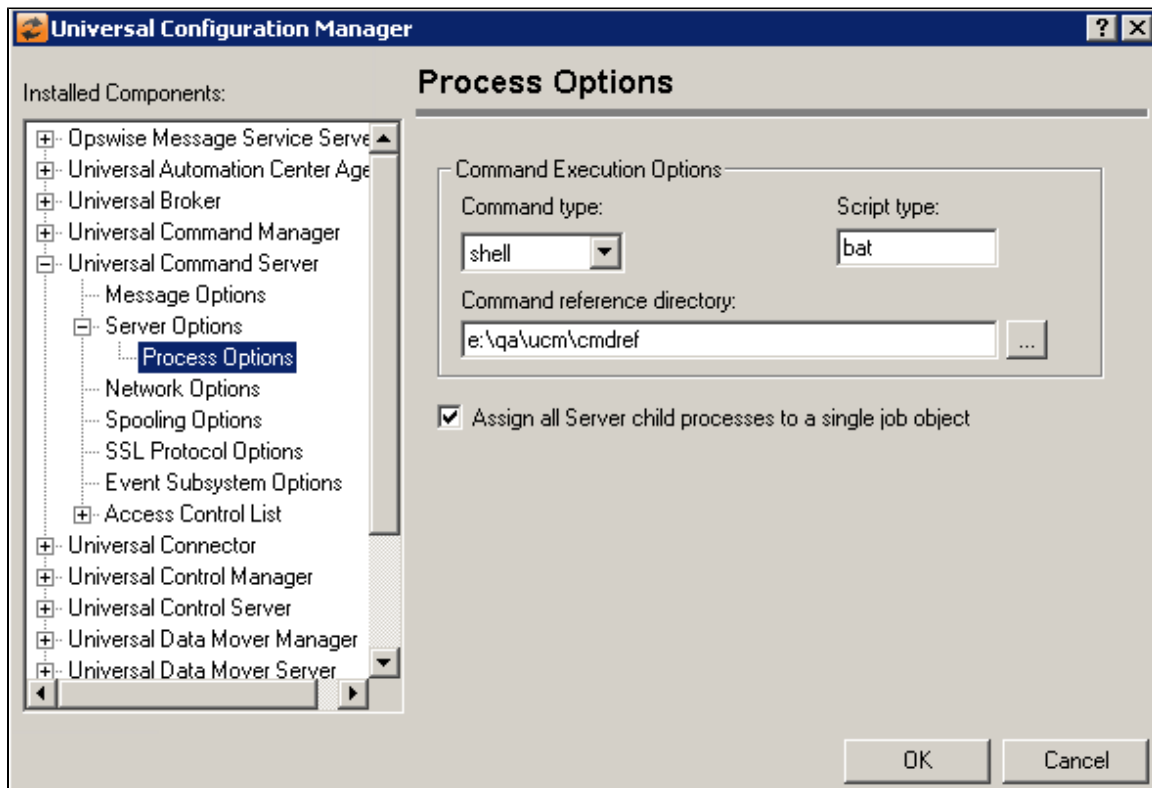 Universal Configuration Manager
Installed Components:
Opswise Message Service Serve
Universal Automation Center Age
Universal Broker
Universal Command Manager
Universal Command Server
Message Options
Server Options
Process Options
Network Options
Spooling Options
SSL Protocol Options
Event Subsystem Options
Access Control List
Universal Connector
Universal Control Manager
Universal Control Server
Universal Data Mover Manager
Universal Data Mover Server
Process Options
Command Execution Options
Command type:
Script type:
shell
bat
Command reference directory:
e:\qa\ucm\cmdref
...
Assign all Server child processes to a single job object
OK
Cancel